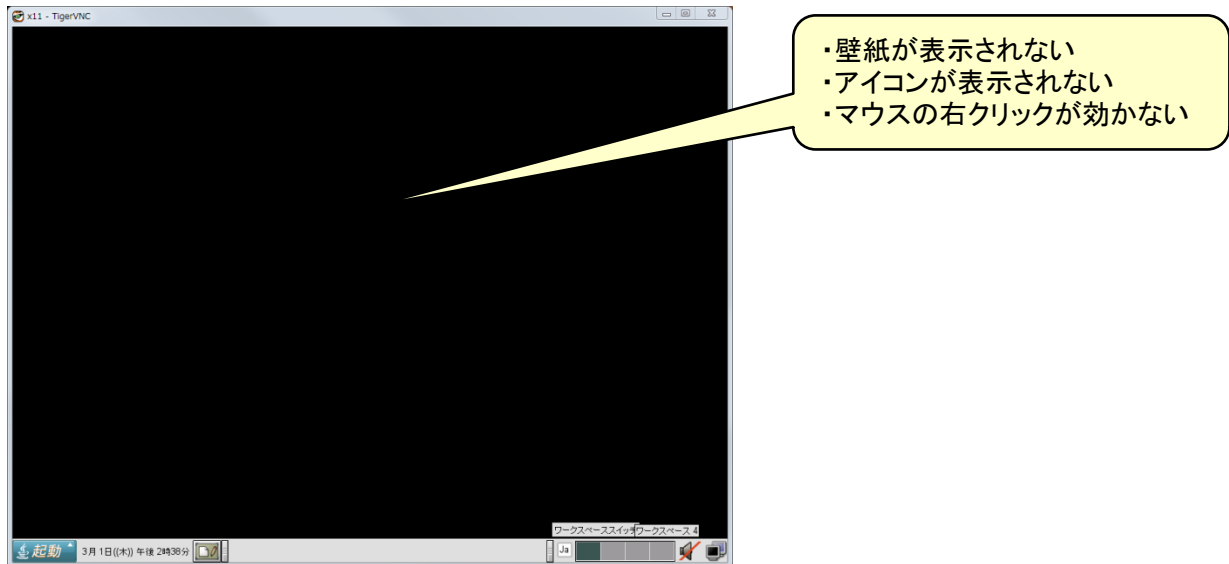 x11 - TigerVNC
・壁紙が表示されない
・アイコンが表示されない
・マウスの右クリックが効かない
ワークスペーススイッチ
ワークスペース 4
起動
3月 1日((木)) 午後 2時38分
Ja